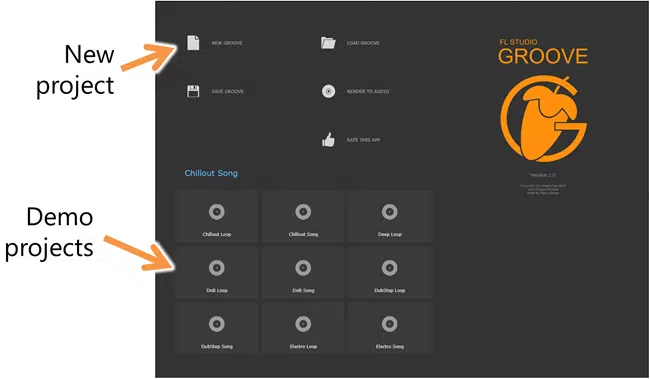 New
project
NEW GROOVE
LOAD GROOVE
SAVE GROOVE
RENDER TO AUDIO
RATE THIS APP
FL STUDIO
GROOVE
Version 1.0
Chillout Song
Demo
projects
Chillout Loop
Chillout Song
Deep Loop
DnB Loop
DnB Song
DubStep Loop
DubStep Song
Electro Loop
Electro Song